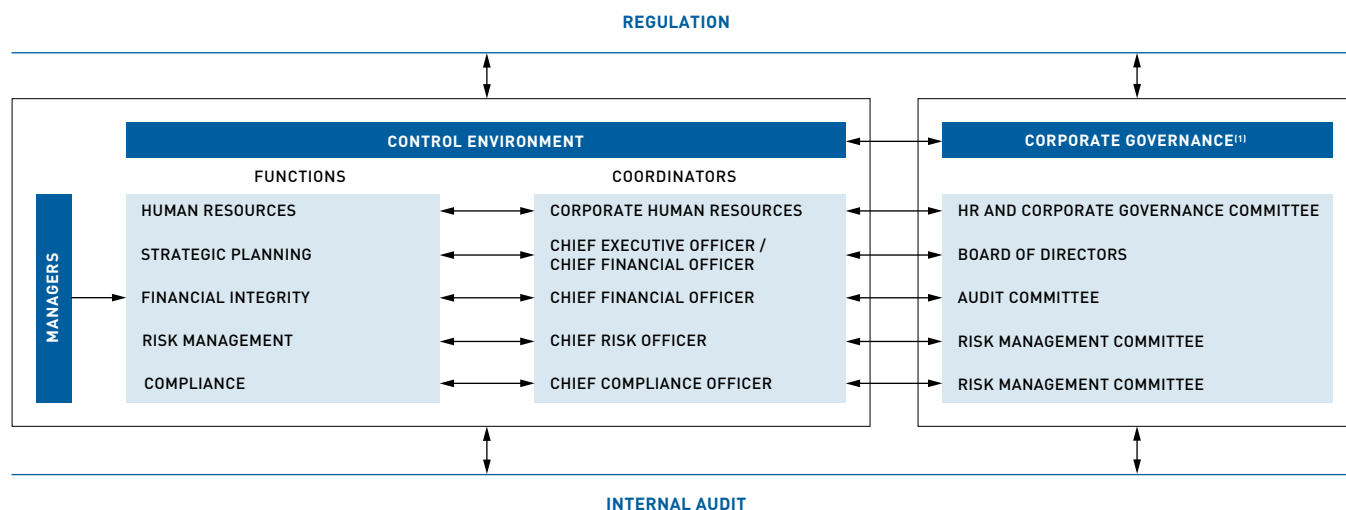 REGULATION
CONTROL ENVIRONMENT
CORPORATE GOVERNANCE(1)
FUNCTIONS
COORDINATORS
MANAGERS
HUMAN RESOURCES
CORPORATE HUMAN RESOURCES
HR AND CORPORATE GOVERNANCE COMMITTEE
STRATEGIC PLANNING
CHIEF EXECUTIVE OFFICER /
CHIEF FINANCIAL OFFICER
BOARD OF DIRECTORS
FINANCIAL INTEGRITY
CHIEF FINANCIAL OFFICER
AUDIT COMMITTEE
RISK MANAGEMENT
CHIEF RISK OFFICER
RISK MANAGEMENT COMMITTEE
COMPLIANCE
CHIEF COMPLIANCE OFFICER
RISK MANAGEMENT COMMITTEE
INTERNAL AUDIT